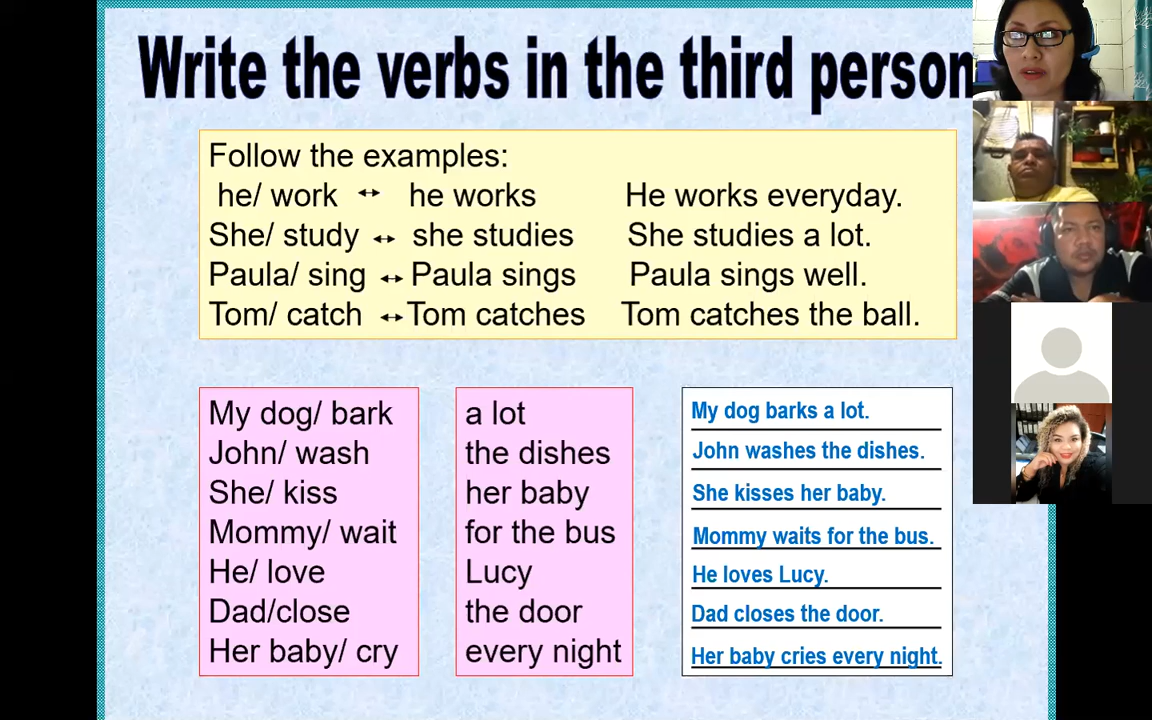 Write the verbs in the third person
Follow the examples:
he/ work ↔ he works He works everyday.
She/ study ↔ she studies She studies a lot.
Paula/ sing ↔ Paula sings Paula sings well.
Tom/ catch ↔ Tom catches Tom catches the ball.
My dog/ bark a lot My dog barks a lot.
John/ wash the dishes John washes the dishes.
She/ kiss her baby She kisses her baby.
Mommy/ wait for the bus Mommy waits for the bus.
He/ love Lucy He loves Lucy.
Dad/close the door Dad closes the door.
Her baby/ cry every night Her baby cries every night.